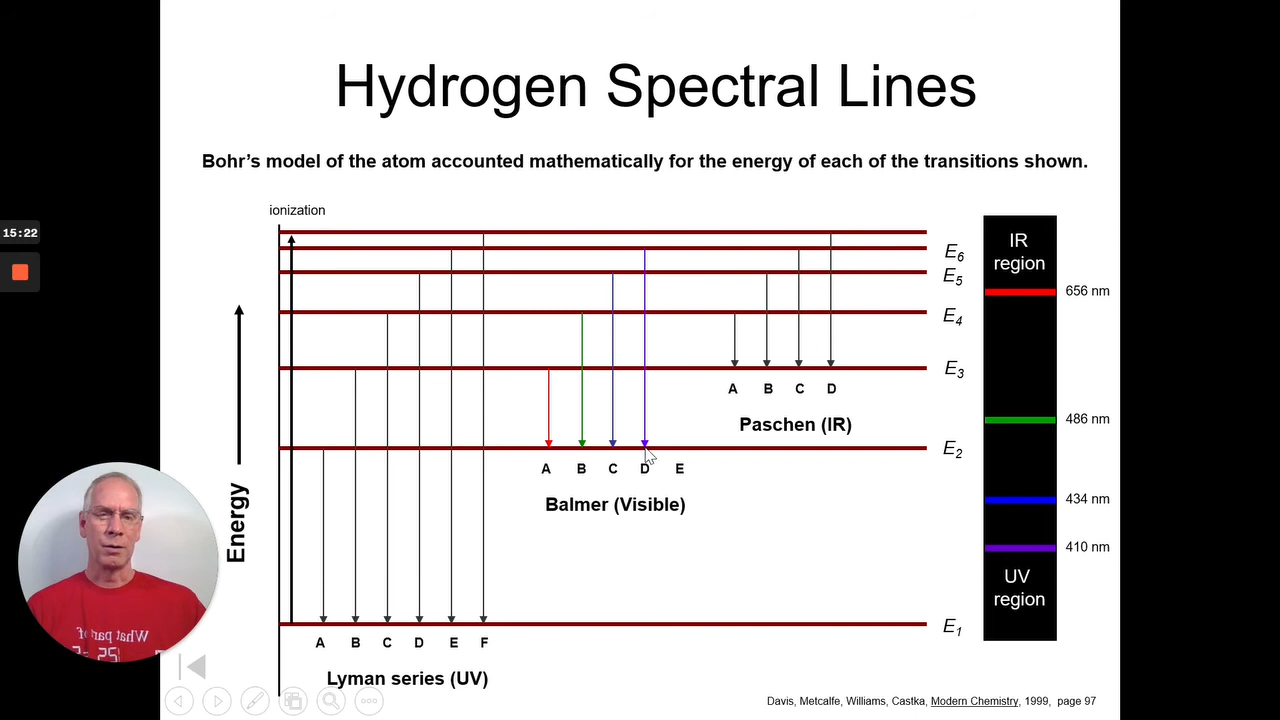 Hydrogen Spectral Lines
Bohr's model of the atom accounted mathematically for the energy of each of the transitions shown.
ionization
15:22
IR
region
E6
E5
656 nm
E4
E3
A B C D
Paschen (IR)
486 nm
E2
A B C D E
Balmer (Visible)
434 nm
Energy
410 nm
UV
region
E1
A B C D E F
What part of
Lyman series (UV)
Davis, Metcalfe, Williams, Castka, Modern Chemistry, 1999, page 97